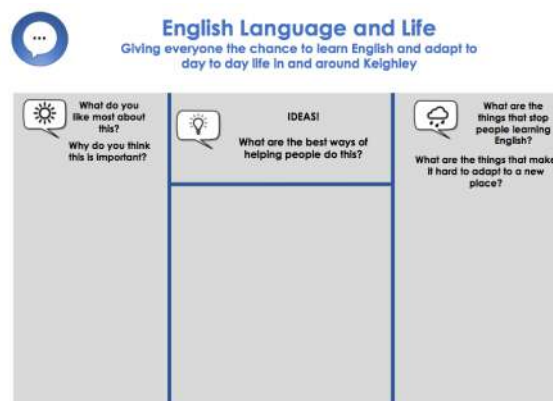 English Language and Life
Giving everyone the chance to learn English and adapt to
day to day life in and around Keighley
What do you
like most about
this?
Why do you think
this is important?
IDEAS!
What are the best ways of
helping people do this?
What are the
things that stop
people learning
English?
What are the things that make
it hard to adapt to a new
place?